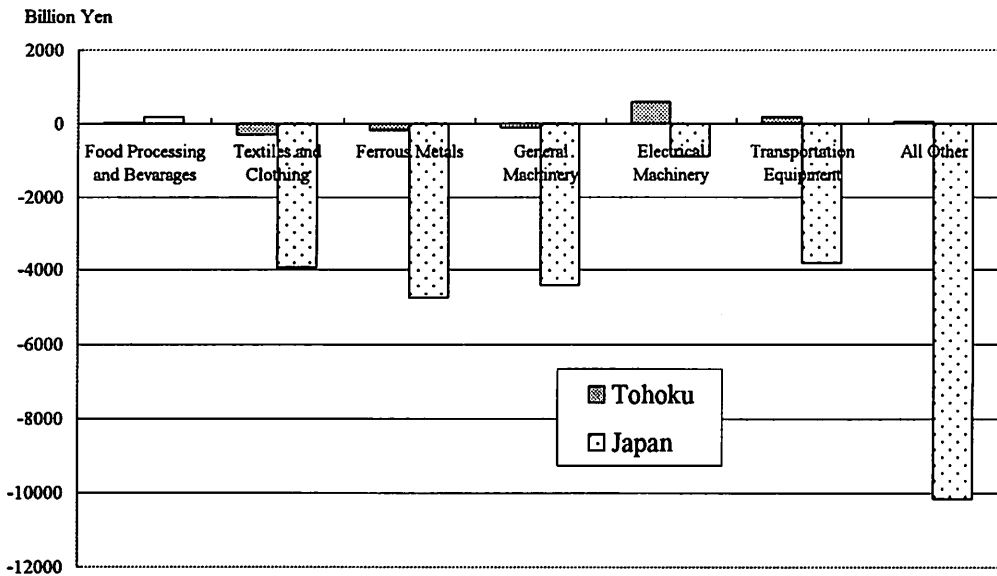 Billion Yen
2000
0
Food Processing
and Bevarages
Textiles and
Clothing
Ferrous Metals
General
Machinery
Electrical
Machinery
Transportation
Equipment
All Other
-2000
-4000
-6000
-8000
-10000
-12000
Tohoku
Japan